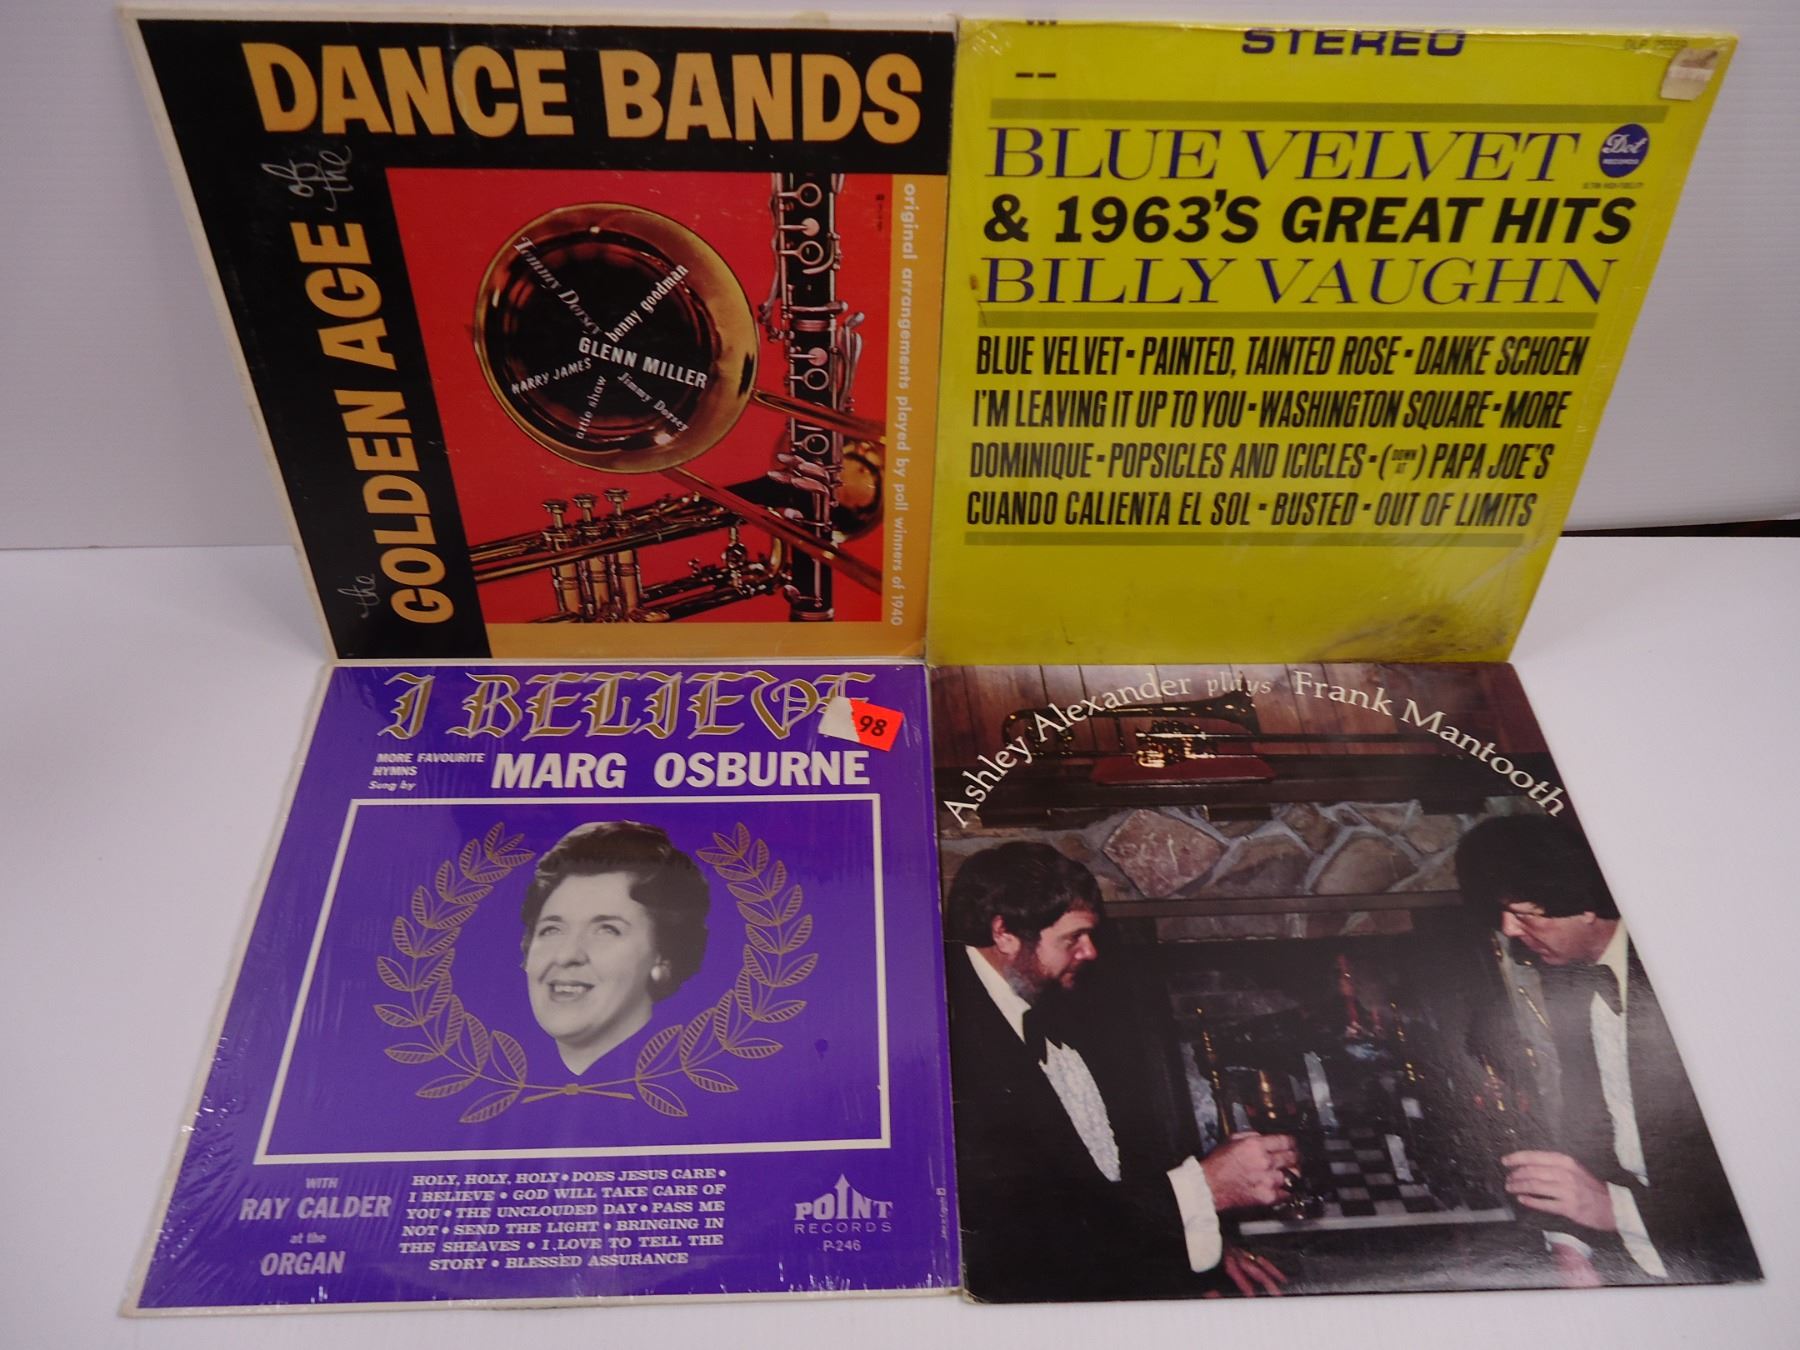 DANCE BANDS
of the
the
GOLDEN AGE
original arrangements played by poll winners of 1940
Tommy Dorsey
benny goodman
GLENN MILLER
HARRY JAMES
artie shaw
Jimmy Dorsey
STEREO
BLUE VELVET
Dot
RECORDS
& 1963'S GREAT HITS
BILLY VAUGHN
BLUE VELVET ▪ PAINTED, TAINTED ROSE ▪ DANKE SCHOEN
I'M LEAVING IT UP TO YOU ▪ WASHINGTON SQUARE ▪ MORE
DOMINIQUE ▪ POPSICLES AND ICICLES ▪ (DOWN AT) PAPA JOE'S
CUANDO CALIENTA EL SOL ▪ BUSTED ▪ OUT OF LIMITS
I BELIEVE
98
MORE FAVOURITE
HYMNS
Sung by
MARG OSBURNE
WITH
RAY CALDER
at the
ORGAN
HOLY, HOLY, HOLY • DOES JESUS CARE •
I BELIEVE • GOD WILL TAKE CARE OF
YOU • THE UNCLOUDED DAY • PASS ME
NOT • SEND THE LIGHT • BRINGING IN
THE SHEAVES • I LOVE TO TELL THE
STORY • BLESSED ASSURANCE
POINT
RECORDS
P-246
Ashley Alexander plays Frank Mantooth